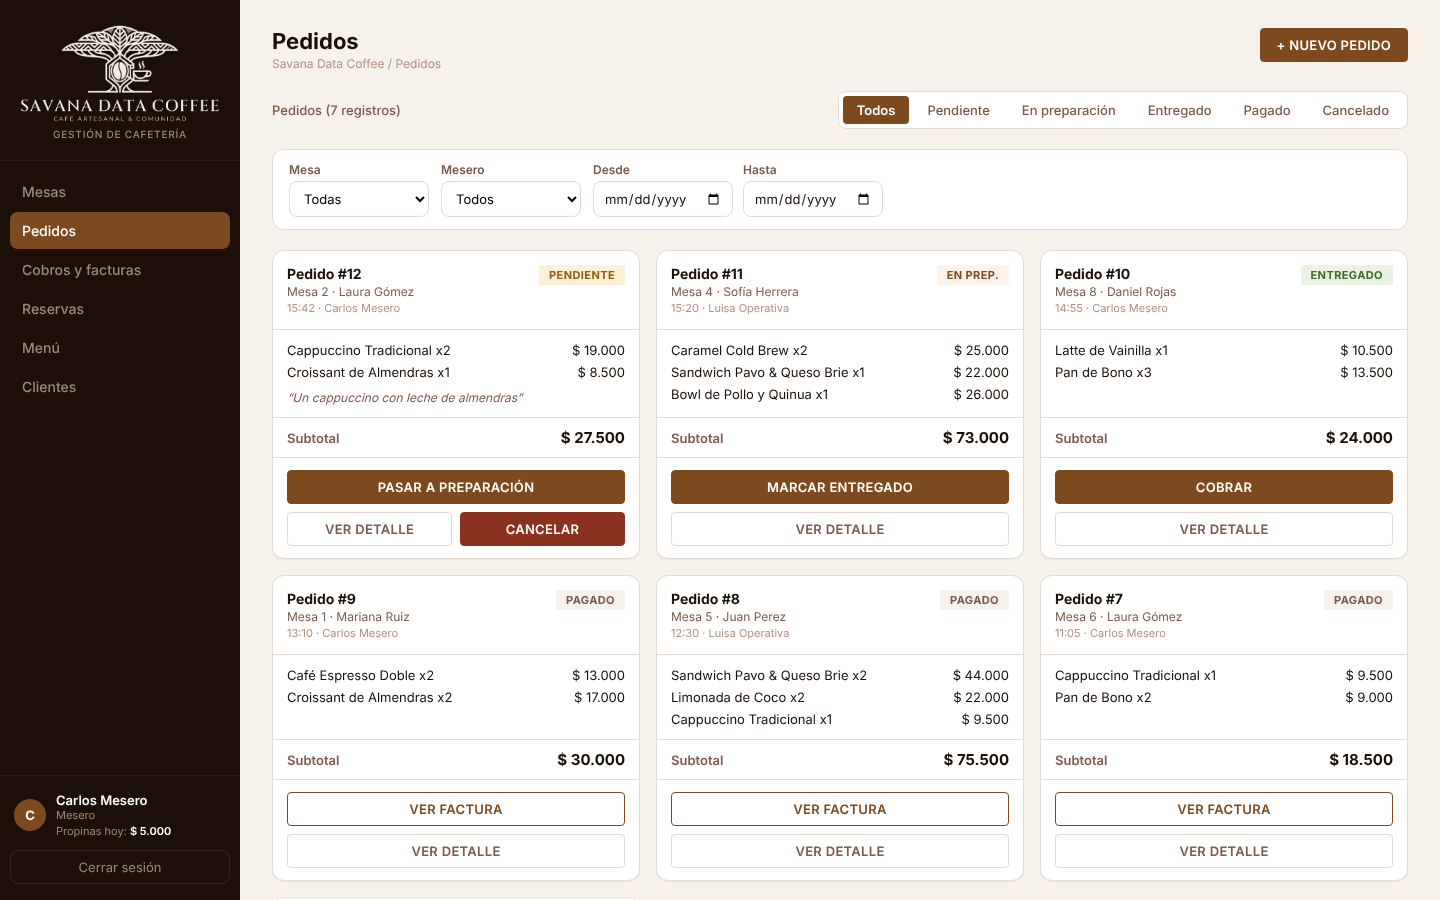 SAVANA DATA COFFEE
CAFÉ ARTESANAL & COMUNIDAD
GESTIÓN DE CAFETERÍA
Mesas
Pedidos
Cobros y facturas
Reservas
Menú
Clientes
C
Carlos Mesero
Mesero
Propinas hoy: $ 5.000
Cerrar sesión
Pedidos
Savana Data Coffee / Pedidos
+ NUEVO PEDIDO
Pedidos (7 registros)
Todos Pendiente En preparación Entregado Pagado Cancelado
Mesa Mesero Desde Hasta
Todas Todos mm/dd/yyyy mm/dd/yyyy
Pedido #12 PENDIENTE
Mesa 2 · Laura Gómez
15:42 · Carlos Mesero
Cappuccino Tradicional x2 $ 19.000
Croissant de Almendras x1 $ 8.500
“Un cappuccino con leche de almendras”
Subtotal $ 27.500
PASAR A PREPARACIÓN
VER DETALLE CANCELAR
Pedido #11 EN PREP.
Mesa 4 · Sofía Herrera
15:20 · Luisa Operativa
Caramel Cold Brew x2 $ 25.000
Sandwich Pavo & Queso Brie x1 $ 22.000
Bowl de Pollo y Quinua x1 $ 26.000
Subtotal $ 73.000
MARCAR ENTREGADO
VER DETALLE
Pedido #10 ENTREGADO
Mesa 8 · Daniel Rojas
14:55 · Carlos Mesero
Latte de Vainilla x1 $ 10.500
Pan de Bono x3 $ 13.500
Subtotal $ 24.000
COBRAR
VER DETALLE
Pedido #9 PAGADO
Mesa 1 · Mariana Ruiz
13:10 · Carlos Mesero
Café Espresso Doble x2 $ 13.000
Croissant de Almendras x2 $ 17.000
Subtotal $ 30.000
VER FACTURA
VER DETALLE
Pedido #8 PAGADO
Mesa 5 · Juan Perez
12:30 · Luisa Operativa
Sandwich Pavo & Queso Brie x2 $ 44.000
Limonada de Coco x2 $ 22.000
Cappuccino Tradicional x1 $ 9.500
Subtotal $ 75.500
VER FACTURA
VER DETALLE
Pedido #7 PAGADO
Mesa 6 · Laura Gómez
11:05 · Carlos Mesero
Cappuccino Tradicional x1 $ 9.500
Pan de Bono x2 $ 9.000
Subtotal $ 18.500
VER FACTURA
VER DETALLE